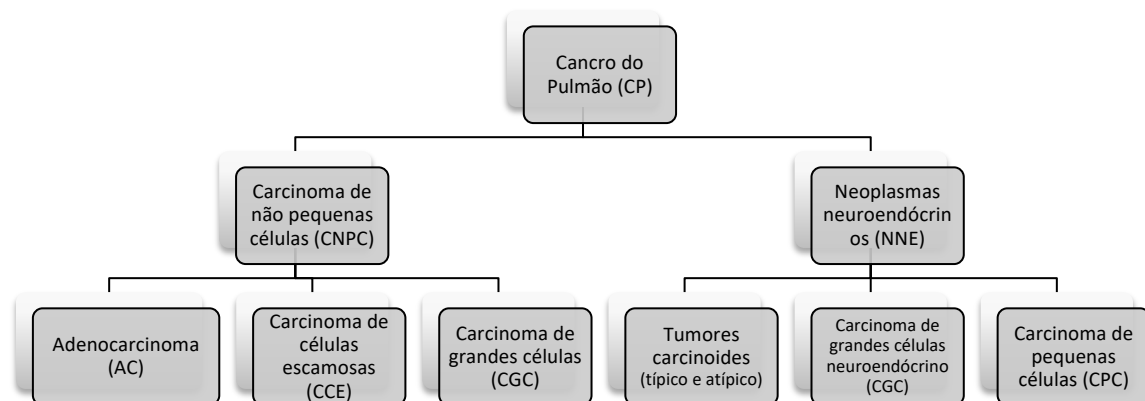 Cancro do
Pulmão (CP)
Carcinoma de
não pequenas
células (CNPC)
Neoplasmas
neuroendócrin
os (NNE)
Adenocarcinoma
(AC)
Carcinoma de
células
escamosas
(CCE)
Carcinoma de
grandes células
(CGC)
Tumores
carcinoides
(típico e atípico)
Carcinoma de
grandes células
neuroendócrino
(CGC)
Carcinoma de
pequenas
células (CPC)